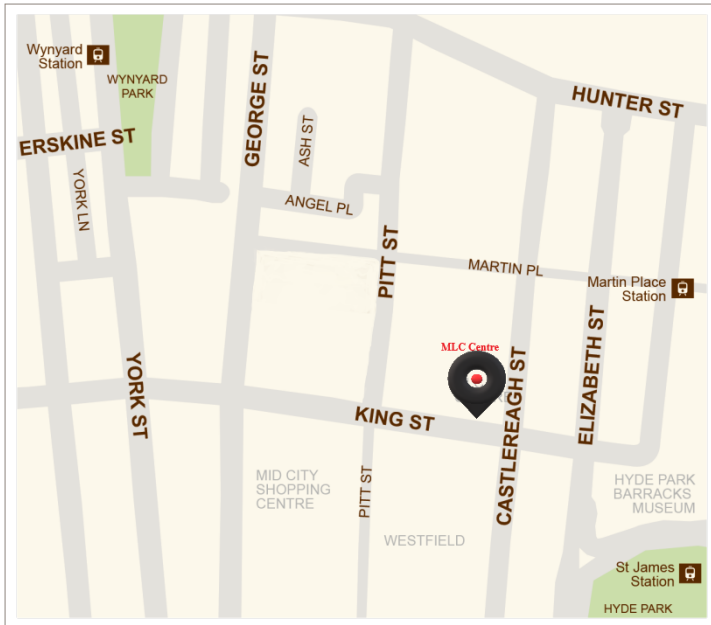 Wynyard
Station
WYNYARD
PARK
HUNTER ST
ERSKINE ST
GEORGE ST
ASH ST
YORK LN
ANGEL PL
PITT ST
MARTIN PL
Martin Place
Station
MLC Centre
YORK ST
ELIZABETH ST
CASTLEREAGH ST
KING ST
MID CITY
SHOPPING
CENTRE
PITT ST
HYDE PARK
BARRACKS
MUSEUM
WESTFIELD
St James
Station
HYDE PARK